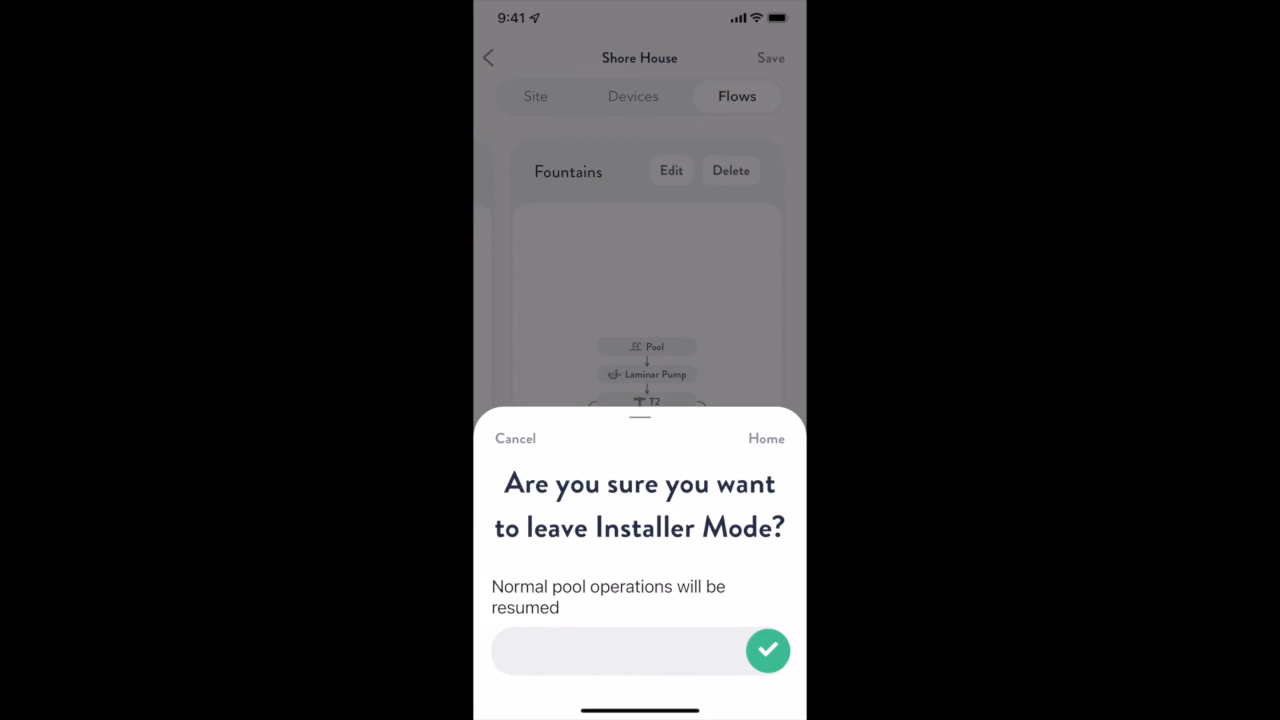 9:41
Shore House
Save
Site
Devices
Flows
Fountains
Edit
Delete
Pool
Laminar Pump
T2
Cancel
Home
Are you sure you want
to leave Installer Mode?
Normal pool operations will be
resumed